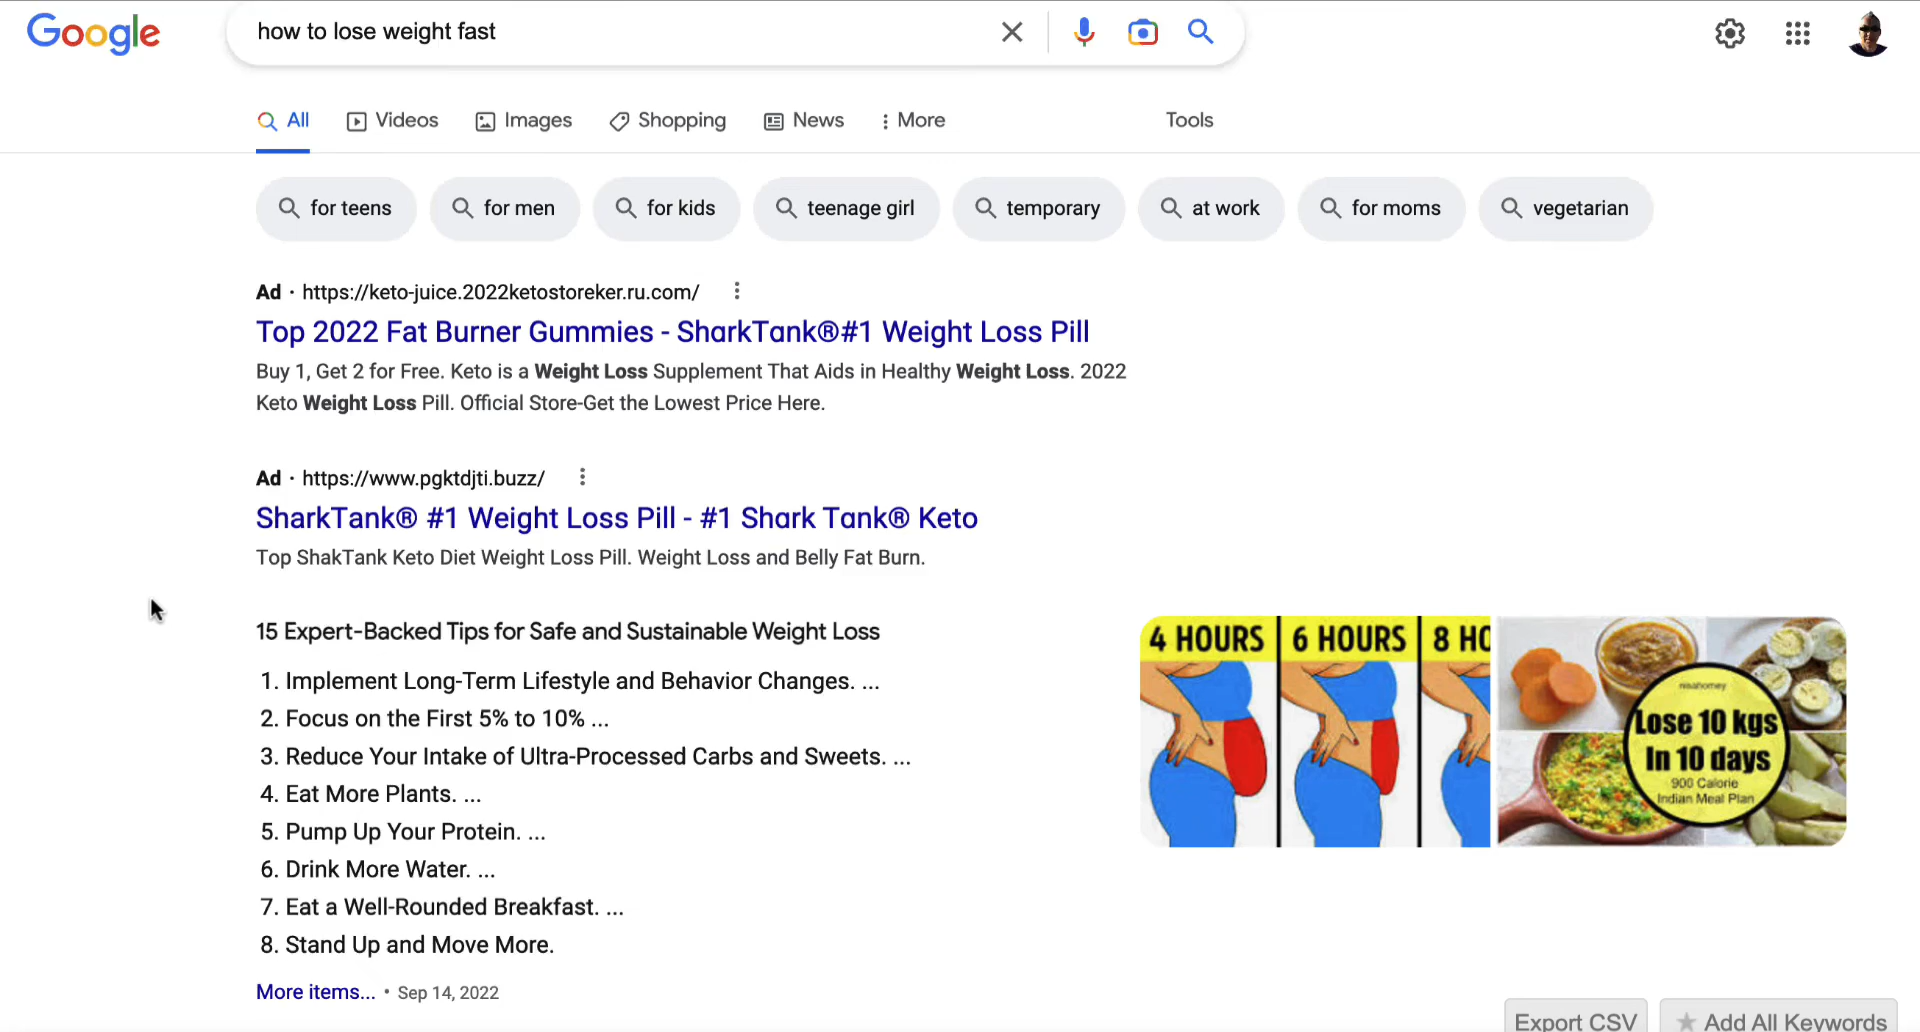 Google
how to lose weight fast
All
Videos
Images
Shopping
News
More
Tools
for teens
for men
for kids
teenage girl
temporary
at work
for moms
vegetarian
Ad · https://keto-juice.2022ketostoreker.ru.com/
Top 2022 Fat Burner Gummies - SharkTank®#1 Weight Loss Pill
Buy 1, Get 2 for Free. Keto is a Weight Loss Supplement That Aids in Healthy Weight Loss. 2022
Keto Weight Loss Pill. Official Store-Get the Lowest Price Here.
Ad · https://www.pgktdjti.buzz/
SharkTank® #1 Weight Loss Pill - #1 Shark Tank® Keto
Top ShakTank Keto Diet Weight Loss Pill. Weight Loss and Belly Fat Burn.
15 Expert-Backed Tips for Safe and Sustainable Weight Loss
1. Implement Long-Term Lifestyle and Behavior Changes. ...
2. Focus on the First 5% to 10% ...
3. Reduce Your Intake of Ultra-Processed Carbs and Sweets. ...
4. Eat More Plants. ...
5. Pump Up Your Protein. ...
6. Drink More Water. ...
7. Eat a Well-Rounded Breakfast. ...
8. Stand Up and Move More.
More items... • Sep 14, 2022
4 HOURS
6 HOURS
8 HO
Lose 10 kgs
In 10 days
900 Calorie
Indian Meal Plan
Export CSV
Add All Keywords